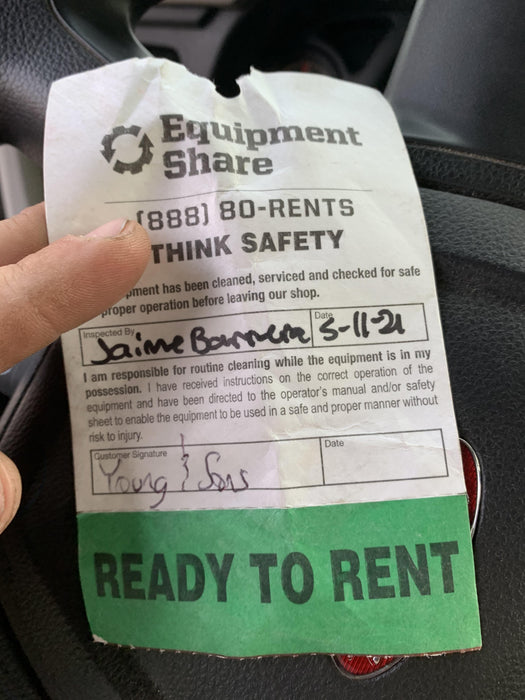 Equipment
Share
(888) 80-RENTS
THINK SAFETY
pment has been cleaned, serviced and checked for safe
proper operation before leaving our shop.
Inspected By Jaime Barrera
Date 5-11-21
I am responsible for routine cleaning while the equipment is in my
possession. I have received instructions on the correct operation of the
equipment and have been directed to the operator's manual and/or safety
sheet to enable the equipment to be used in a safe and proper manner without
risk to injury.
Customer Signature
Date
Young & Sons
READY TO RENT